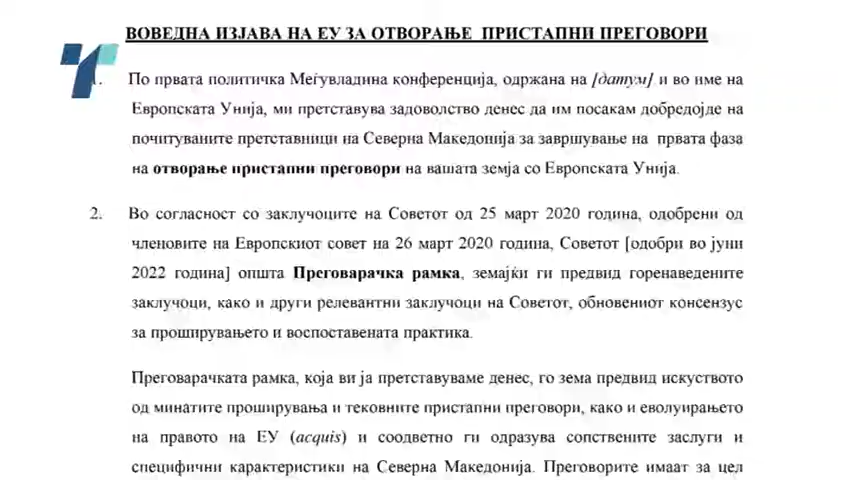 ВОВЕДНА ИЗЈАВА НА ЕУ ЗА ОТВОРАЊЕ ПРИСТАПНИ ПРЕГОВОРИ
1. По првата политичка Меѓувладина конференција, одржана на [датум] и во име на
Европската Унија, ми претставува задоволство денес да им посакам добредојде на
почитуваните претставници на Северна Македонија за завршување на првата фаза
на отворање пристапни преговори на вашата земја со Европската Унија.
2. Во согласност со заклучоците на Советот од 25 март 2020 година, одобрени од
членовите на Европскиот совет на 26 март 2020 година, Советот [одобри во јуни
2022 година] општа Преговарачка рамка, земајќи ги предвид горенаведените
заклучоци, како и други релевантни заклучоци на Советот, обновениот консензус
за проширувањето и воспоставената практика.
Преговарачката рамка, која ви ја претставуваме денес, го зема предвид искуството
од минатите проширувања и тековните пристапни преговори, како и еволуирањето
на правото на ЕУ (acquis) и соодветно ги одразува сопствените заслуги и
специфични карактеристики на Северна Македонија. Преговорите имаат за цел